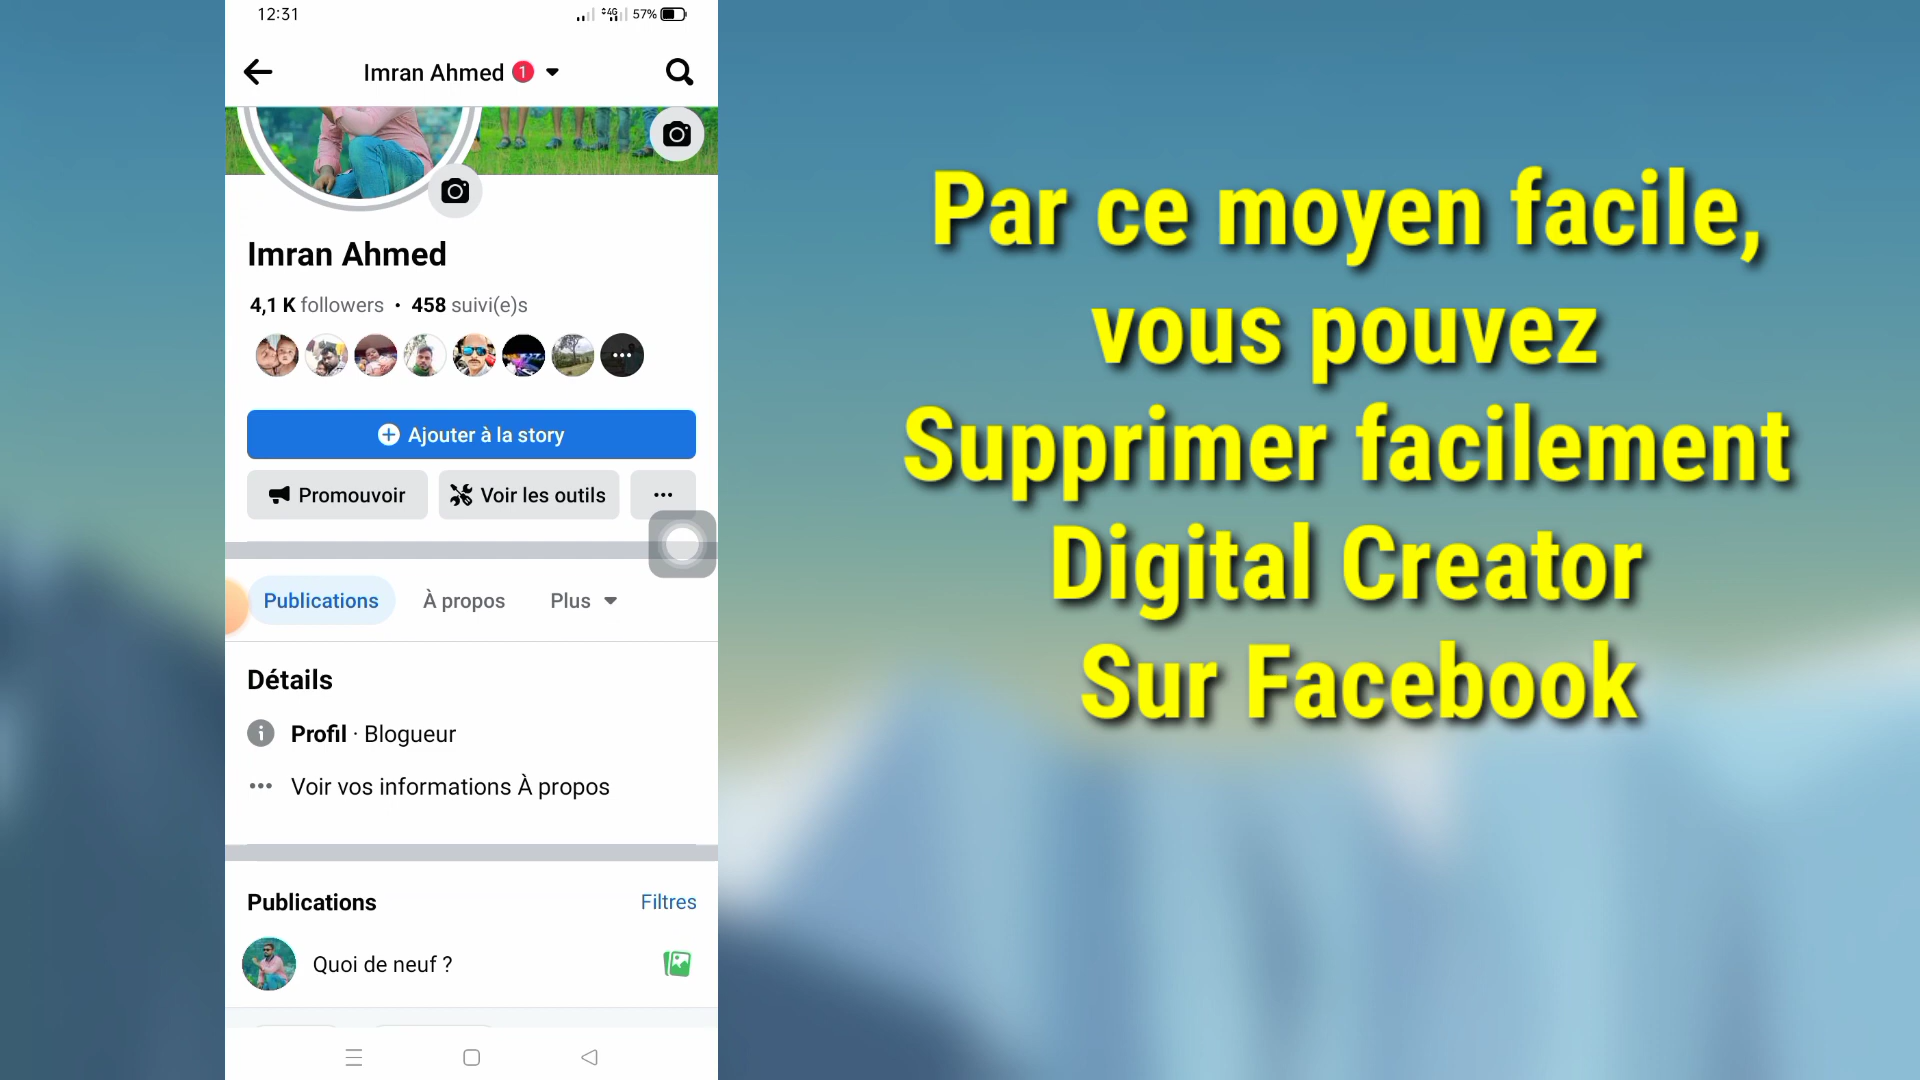 12:31
4G
57%
Imran Ahmed 1
Imran Ahmed
4,1 K followers • 458 suivi(e)s
Ajouter à la story
Promouvoir
Voir les outils
Publications
À propos
Plus
Détails
Profil · Blogueur
Voir vos informations À propos
Publications
Filtres
Quoi de neuf ?
Par ce moyen facile,
vous pouvez
Supprimer facilement
Digital Creator
Sur Facebook